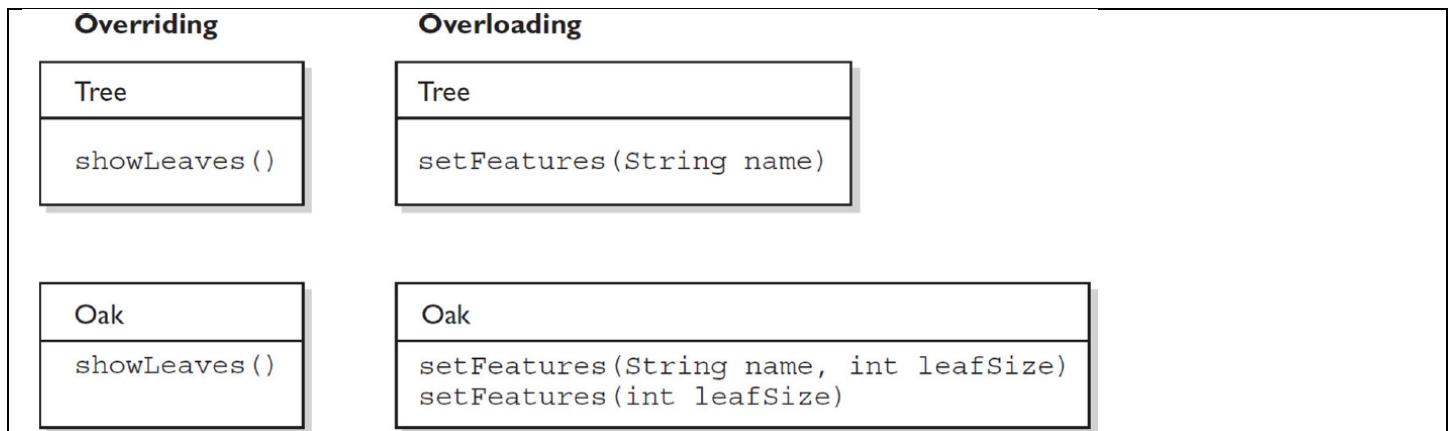 Overriding
Overloading
Tree
showLeaves()
Tree
setFeatures(String name)
Oak
showLeaves()
Oak
setFeatures(String name, int leafSize)
setFeatures(int leafSize)